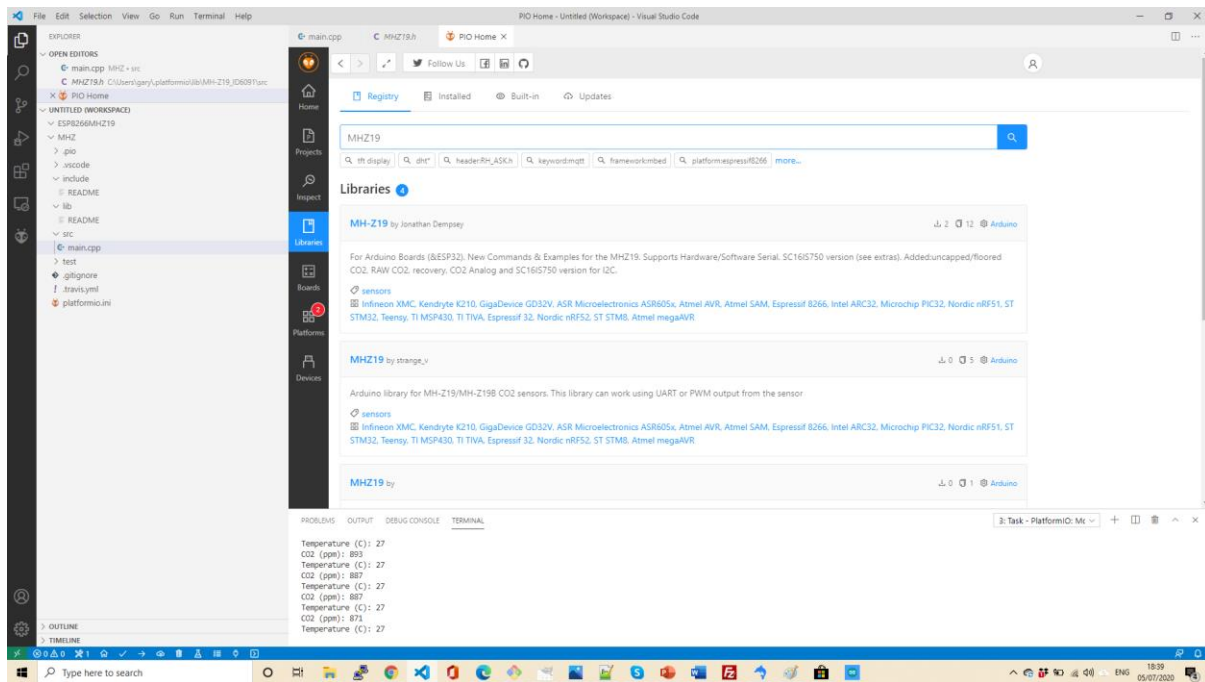 File Edit Selection View Go Run Terminal Help
PIO Home - Untitled (Workspace) - Visual Studio Code
EXPLORER
OPEN EDITORS
main.cpp MHZ • src
MHZ19.h C:\Users\gary\.platformio\lib\MH-Z19_ID6091\src
PIO Home
UNTITLED (WORKSPACE)
ESP8266MHZ19
MHZ
.pio
.vscode
include
README
lib
README
src
main.cpp
test
.gitignore
.travis.yml
platformio.ini
OUTLINE
TIMELINE
main.cpp
MHZ19.h
PIO Home
Follow Us
Home
Projects
Inspect
Libraries
Boards
2
Platforms
Devices
Registry Installed Built-in Updates
MHZ19
tft display dht* header:RH_ASK.h keyword:mqtt framework:mbed platform:espressif8266 more...
Libraries 4
MH-Z19 by Jonathan Dempsey 2 12 Arduino
For Arduino Boards (&ESP32). New Commands & Examples for the MHZ19. Supports Hardware/Software Serial. SC16IS750 version (see extras). Added:uncapped/floored
CO2, RAW CO2, recovery, CO2 Analog and SC16IS750 version for I2C.
sensors
Infineon XMC, Kendryte K210, GigaDevice GD32V, ASR Microelectronics ASR605x, Atmel AVR, Atmel SAM, Espressif 8266, Intel ARC32, Microchip PIC32, Nordic nRF51, ST
STM32, Teensy, TI MSP430, TI TIVA, Espressif 32, Nordic nRF52, ST STM8, Atmel megaAVR
MHZ19 by strange_v 0 5 Arduino
Arduino library for MH-Z19/MH-Z19B CO2 sensors. This library can work using UART or PWM output from the sensor
sensors
Infineon XMC, Kendryte K210, GigaDevice GD32V, ASR Microelectronics ASR605x, Atmel AVR, Atmel SAM, Espressif 8266, Intel ARC32, Microchip PIC32, Nordic nRF51, ST
STM32, Teensy, TI MSP430, TI TIVA, Espressif 32, Nordic nRF52, ST STM8, Atmel megaAVR
MHZ19 by 0 1 Arduino
PROBLEMS OUTPUT DEBUG CONSOLE TERMINAL
3: Task - PlatformIO: Mc
Temperature (C): 27
CO2 (ppm): 893
Temperature (C): 27
CO2 (ppm): 887
Temperature (C): 27
CO2 (ppm): 887
Temperature (C): 27
CO2 (ppm): 871
Temperature (C): 27
0 0 1
Type here to search
ENG
18:39
05/07/2020